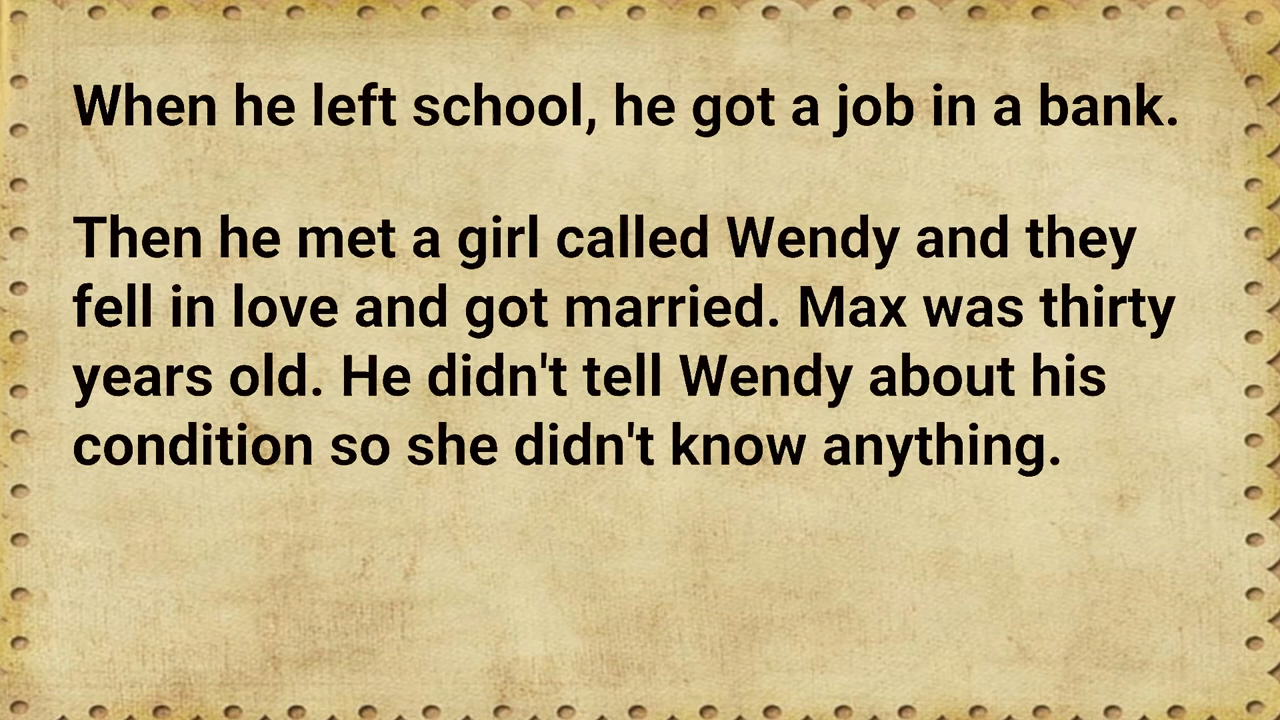 When he left school, he got a job in a bank.
Then he met a girl called Wendy and they
fell in love and got married. Max was thirty
years old. He didn't tell Wendy about his
condition so she didn't know anything.